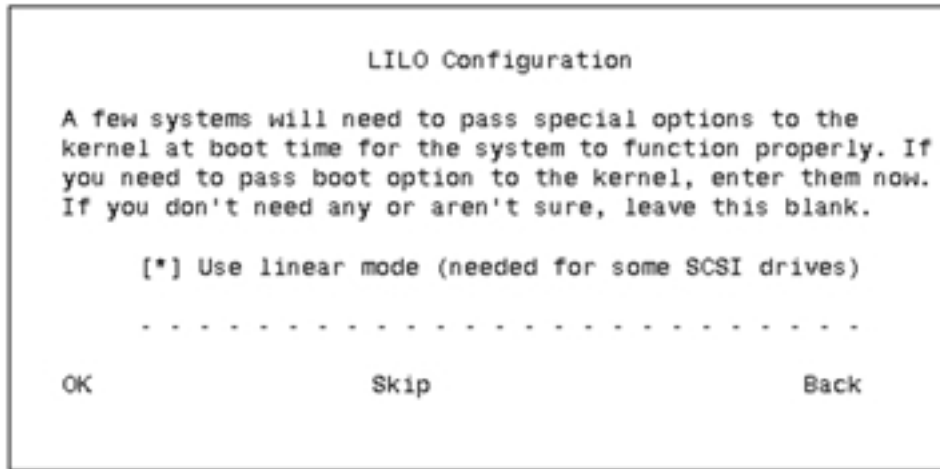 LILO Configuration
A few systems will need to pass special options to the
kernel at boot time for the system to function properly. If
you need to pass boot option to the kernel, enter them now.
If you don't need any or aren't sure, leave this blank.
[*] Use linear mode (needed for some SCSI drives)
- - - - - - - - - - - - - - - - - - - - - - - - -
OK Skip Back